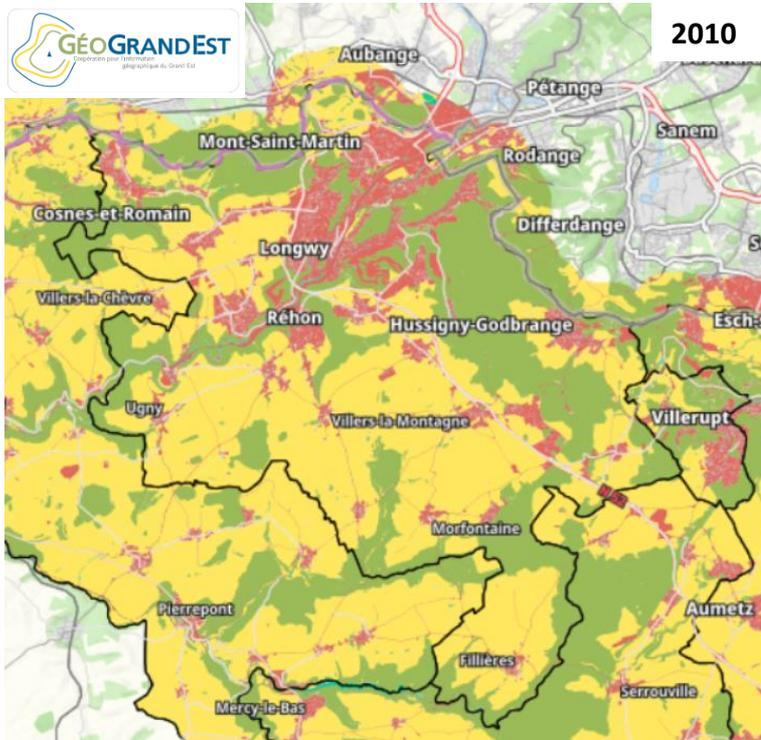 GÉOGRANDEST
Coopération pour l'information
géographique du Grand Est
2010
Aubange
Pétange
Mont-Saint-Martin
Sanem
Rodange
Cosnes-et-Romain
Differdange
Longwy
Villers-la-Chèvre
Réhon
Hussigny-Godbrange
Esch-
Ugny
Villers-la-Montagne
Villerupt
Morfontaine
Pierrepont
Aumetz
Fillières
Serrouville
Mercy-le-Bas